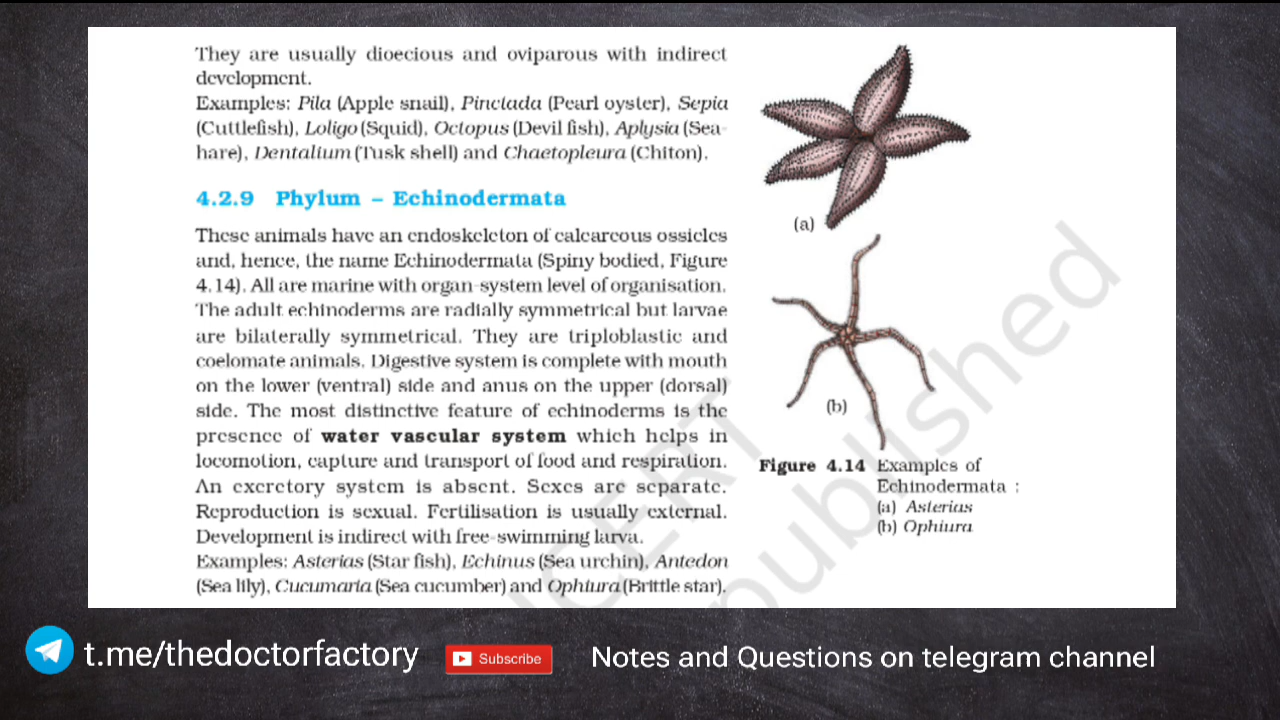 They are usually dioecious and oviparous with indirect
development.
Examples: Pila (Apple snail), Pinctada (Pearl oyster), Sepia
(Cuttlefish), Loligo (Squid), Octopus (Devil fish), Aplysia (Sea-
hare), Dentalium (Tusk shell) and Chaetopleura (Chiton).
4.2.9 Phylum – Echinodermata
These animals have an endoskeleton of calcareous ossicles
and, hence, the name Echinodermata (Spiny bodied, Figure
4.14). All are marine with organ-system level of organisation.
The adult echinoderms are radially symmetrical but larvae
are bilaterally symmetrical. They are triploblastic and
coelomate animals. Digestive system is complete with mouth
on the lower (ventral) side and anus on the upper (dorsal)
side. The most distinctive feature of echinoderms is the
presence of water vascular system which helps in
locomotion, capture and transport of food and respiration.
An excretory system is absent. Sexes are separate.
Reproduction is sexual. Fertilisation is usually external.
Development is indirect with free-swimming larva.
Examples: Asterias (Star fish), Echinus (Sea urchin), Antedon
(Sea lily), Cucumaria (Sea cucumber) and Ophiura (Brittle star).
(a)
(b)
Figure 4.14 Examples of
Echinodermata :
(a) Asterias
(b) Ophiura
NCERT
published
t.me/thedoctorfactory
Subscribe
Notes and Questions on telegram channel